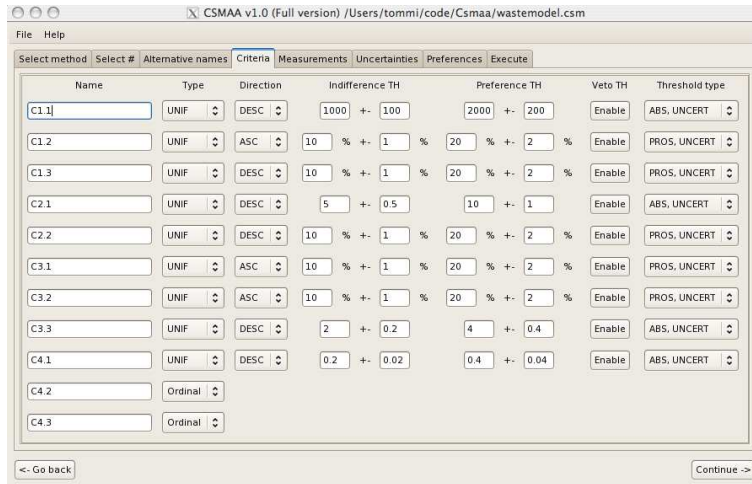 CSMAA v1.0 (Full version) /Users/tommi/code/Csmaa/wastemodel.csm
File Help
Select method Select # Alternative names Criteria Measurements Uncertainties Preferences Execute
Name Type Direction Indifference TH Preference TH Veto TH Threshold type
C1.1 UNIF DESC 1000 +- 100 2000 +- 200 Enable ABS, UNCERT
C1.2 UNIF ASC 10 % +- 1 % 20 % +- 2 % Enable PROS, UNCERT
C1.3 UNIF DESC 10 % +- 1 % 20 % +- 2 % Enable PROS, UNCERT
C2.1 UNIF DESC 5 +- 0.5 10 +- 1 Enable ABS, UNCERT
C2.2 UNIF DESC 10 % +- 1 % 20 % +- 2 % Enable PROS, UNCERT
C3.1 UNIF ASC 10 % +- 1 % 20 % +- 2 % Enable PROS, UNCERT
C3.2 UNIF ASC 10 % +- 1 % 20 % +- 2 % Enable PROS, UNCERT
C3.3 UNIF DESC 2 +- 0.2 4 +- 0.4 Enable ABS, UNCERT
C4.1 UNIF DESC 0.2 +- 0.02 0.4 +- 0.04 Enable ABS, UNCERT
C4.2 Ordinal
C4.3 Ordinal
<- Go back Continue ->